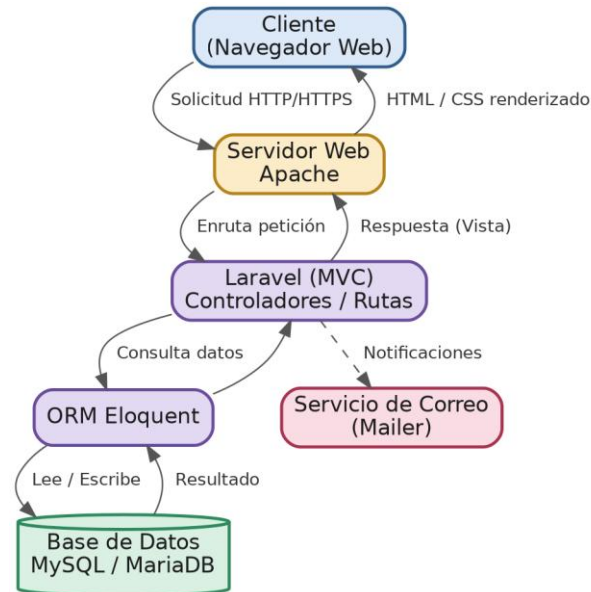 Cliente
(Navegador Web)
Solicitud HTTP/HTTPS
HTML / CSS renderizado
Servidor Web
Apache
Enruta petición
Respuesta (Vista)
Laravel (MVC)
Controladores / Rutas
Consulta datos
Notificaciones
ORM Eloquent
Servicio de Correo
(Mailer)
Lee / Escribe
Resultado
Base de Datos
MySQL / MariaDB